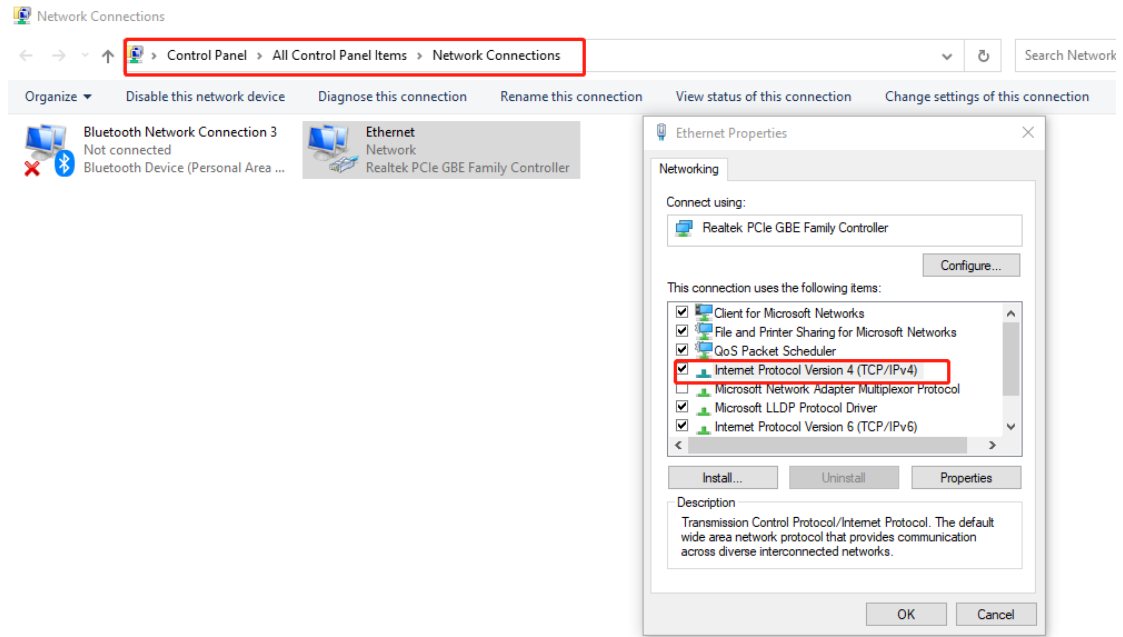 Network Connections
Control Panel > All Control Panel Items > Network Connections
Search Network
Organize
Disable this network device
Diagnose this connection
Rename this connection
View status of this connection
Change settings of this connection
Bluetooth Network Connection 3
Not connected
Bluetooth Device (Personal Area ...
Ethernet
Network
Realtek PCIe GBE Family Controller
Ethernet Properties
Networking
Connect using:
Realtek PCIe GBE Family Controller
Configure...
This connection uses the following items:
Client for Microsoft Networks
File and Printer Sharing for Microsoft Networks
QoS Packet Scheduler
Internet Protocol Version 4 (TCP/IPv4)
Microsoft Network Adapter Multiplexor Protocol
Microsoft LLDP Protocol Driver
Internet Protocol Version 6 (TCP/IPv6)
Install...
Uninstall
Properties
Description
Transmission Control Protocol/Internet Protocol. The default
wide area network protocol that provides communication
across diverse interconnected networks.
OK
Cancel